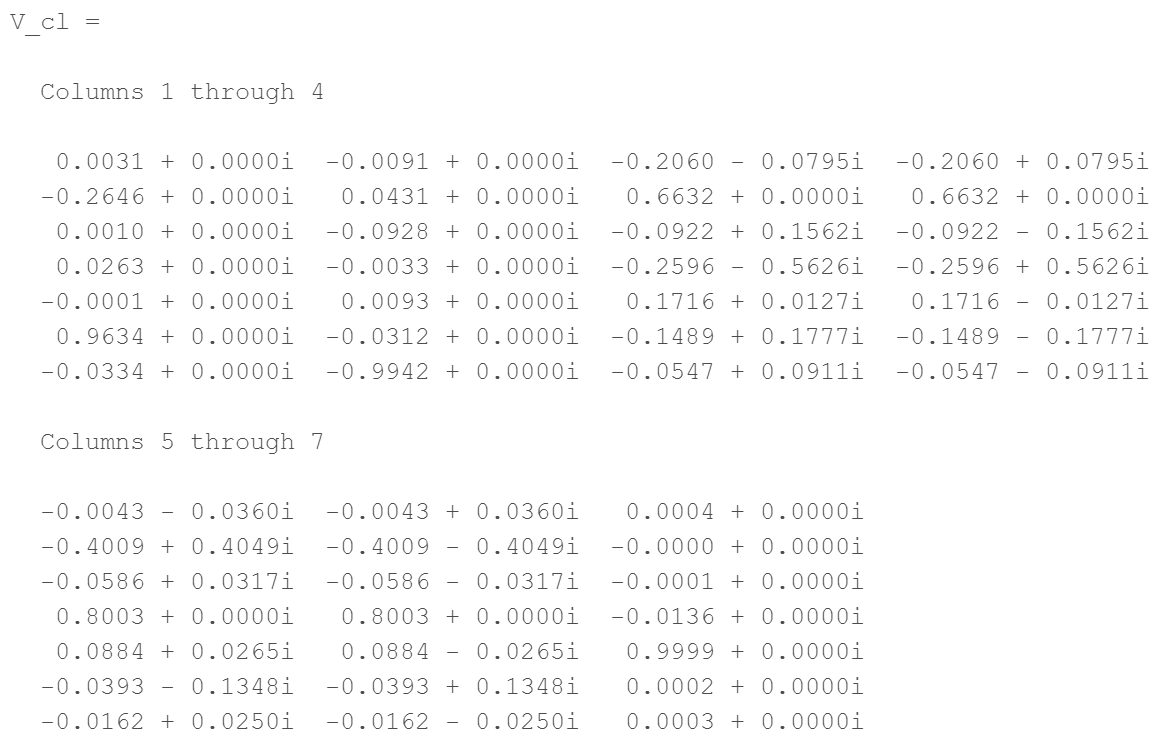 V_cl =
Columns 1 through 4
0.0031 + 0.0000i -0.0091 + 0.0000i -0.2060 - 0.0795i -0.2060 + 0.0795i
-0.2646 + 0.0000i 0.0431 + 0.0000i 0.6632 + 0.0000i 0.6632 + 0.0000i
0.0010 + 0.0000i -0.0928 + 0.0000i -0.0922 + 0.1562i -0.0922 - 0.1562i
0.0263 + 0.0000i -0.0033 + 0.0000i -0.2596 - 0.5626i -0.2596 + 0.5626i
-0.0001 + 0.0000i 0.0093 + 0.0000i 0.1716 + 0.0127i 0.1716 - 0.0127i
0.9634 + 0.0000i -0.0312 + 0.0000i -0.1489 + 0.1777i -0.1489 - 0.1777i
-0.0334 + 0.0000i -0.9942 + 0.0000i -0.0547 + 0.0911i -0.0547 - 0.0911i
Columns 5 through 7
-0.0043 - 0.0360i -0.0043 + 0.0360i 0.0004 + 0.0000i
-0.4009 + 0.4049i -0.4009 - 0.4049i -0.0000 + 0.0000i
-0.0586 + 0.0317i -0.0586 - 0.0317i -0.0001 + 0.0000i
0.8003 + 0.0000i 0.8003 + 0.0000i -0.0136 + 0.0000i
0.0884 + 0.0265i 0.0884 - 0.0265i 0.9999 + 0.0000i
-0.0393 - 0.1348i -0.0393 + 0.1348i 0.0002 + 0.0000i
-0.0162 + 0.0250i -0.0162 - 0.0250i 0.0003 + 0.0000i